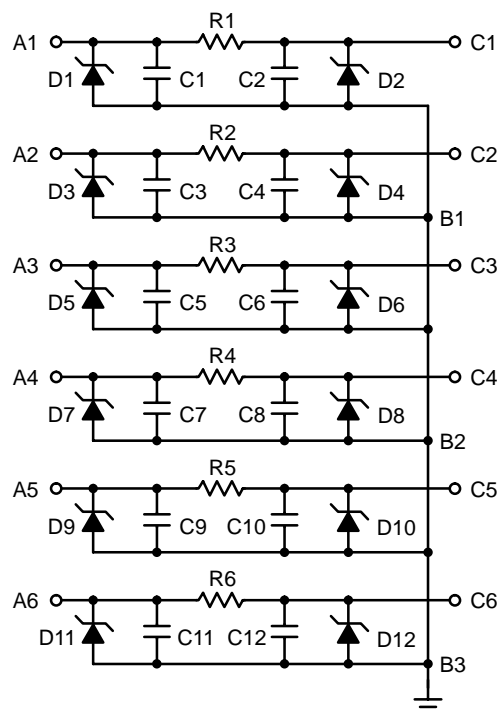 R1
A1 C1
D1 C1 C2 D2
R2
A2 C2
D3 C3 C4 D4
B1
R3
A3 C3
D5 C5 C6 D6
R4
A4 C4
D7 C7 C8 D8
B2
R5
A5 C5
D9 C9 C10 D10
R6
A6 C6
D11 C11 C12 D12
B3